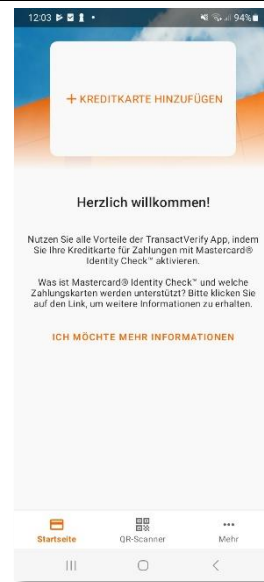 12:03
94%
+ KREDITKARTE HINZUFÜGEN
Herzlich willkommen!
Nutzen Sie alle Vorteile der TransactVerify App, indem
Sie Ihre Kreditkarte für Zahlungen mit Mastercard®
Identity Check™ aktivieren.
Was ist Mastercard® Identity Check™ und welche
Zahlungskarten werden unterstützt? Bitte klicken Sie
auf den Link, um weitere Informationen zu erhalten.
ICH MÖCHTE MEHR INFORMATIONEN
Startseite QR-Scanner Mehr